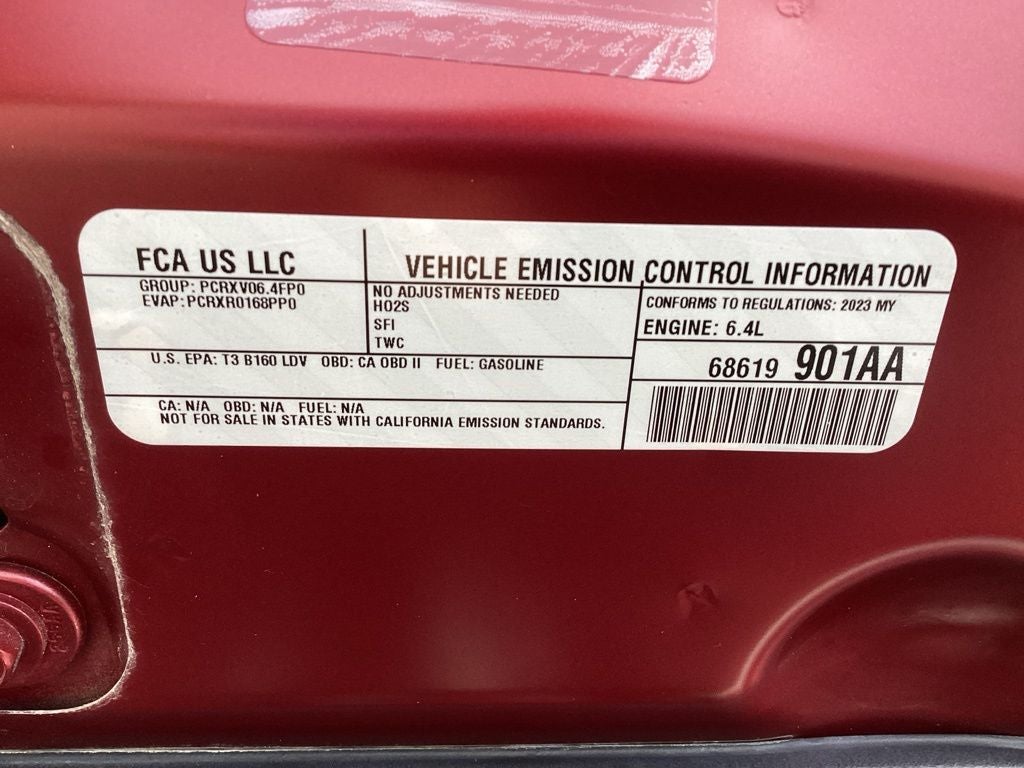 FCA US LLC
VEHICLE EMISSION CONTROL INFORMATION
GROUP: PCRXV06.4FP0
EVAP: PCRXR0168PP0
NO ADJUSTMENTS NEEDED
HO2S
SFI
TWC
CONFORMS TO REGULATIONS: 2023 MY
ENGINE: 6.4L
U.S. EPA: T3 B160 LDV OBD: CA OBD II FUEL: GASOLINE
68619 901AA
CA: N/A OBD: N/A FUEL: N/A
NOT FOR SALE IN STATES WITH CALIFORNIA EMISSION STANDARDS.